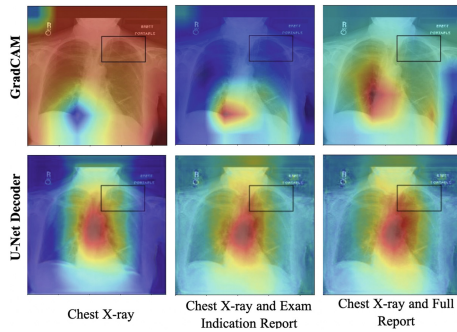 GradCAM
U-Net Decoder
Chest X-ray
Chest X-ray and Exam
Indication Report
Chest X-ray and Full
Report